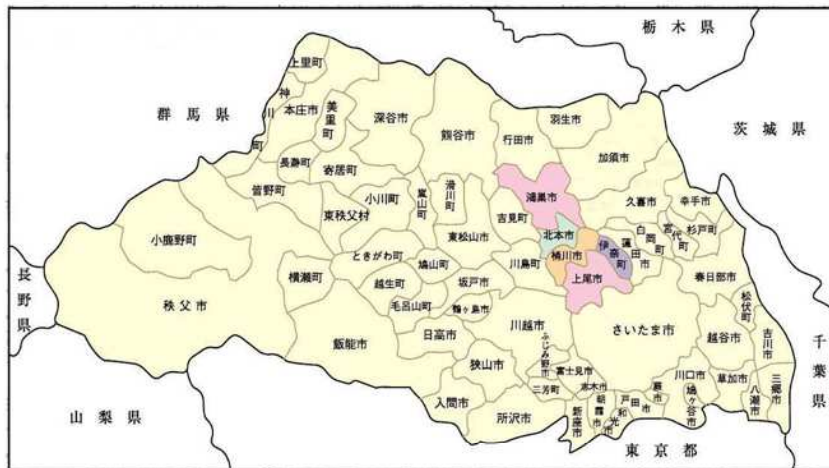 栃木県
群馬県
茨城県
長野県
山梨県
東京都
千葉県
上里町
神川町
本庄市
美里町
深谷市
熊谷市
行田市
羽生市
加須市
長瀞町
寄居町
皆野町
小川町
嵐山町
滑川町
吉見町
鴻巣市
久喜市
幸手市
北本市
桶川市
伊奈町
蓮田市
白岡町
宮代町
杉戸町
小鹿野町
東秩父村
東松山市
ときがわ町
鳩山町
川島町
上尾市
春日部市
横瀬町
越生町
坂戸市
秩父市
毛呂山町
鶴ヶ島市
川越市
さいたま市
松伏町
越谷市
吉川市
飯能市
日高市
狭山市
ふじみ野市
富士見市
三芳町
志木市
川口市
草加市
三郷市
八潮市
入間市
所沢市
新座市
朝霞市
和光市
戸田市
蕨市
鳩ヶ谷市